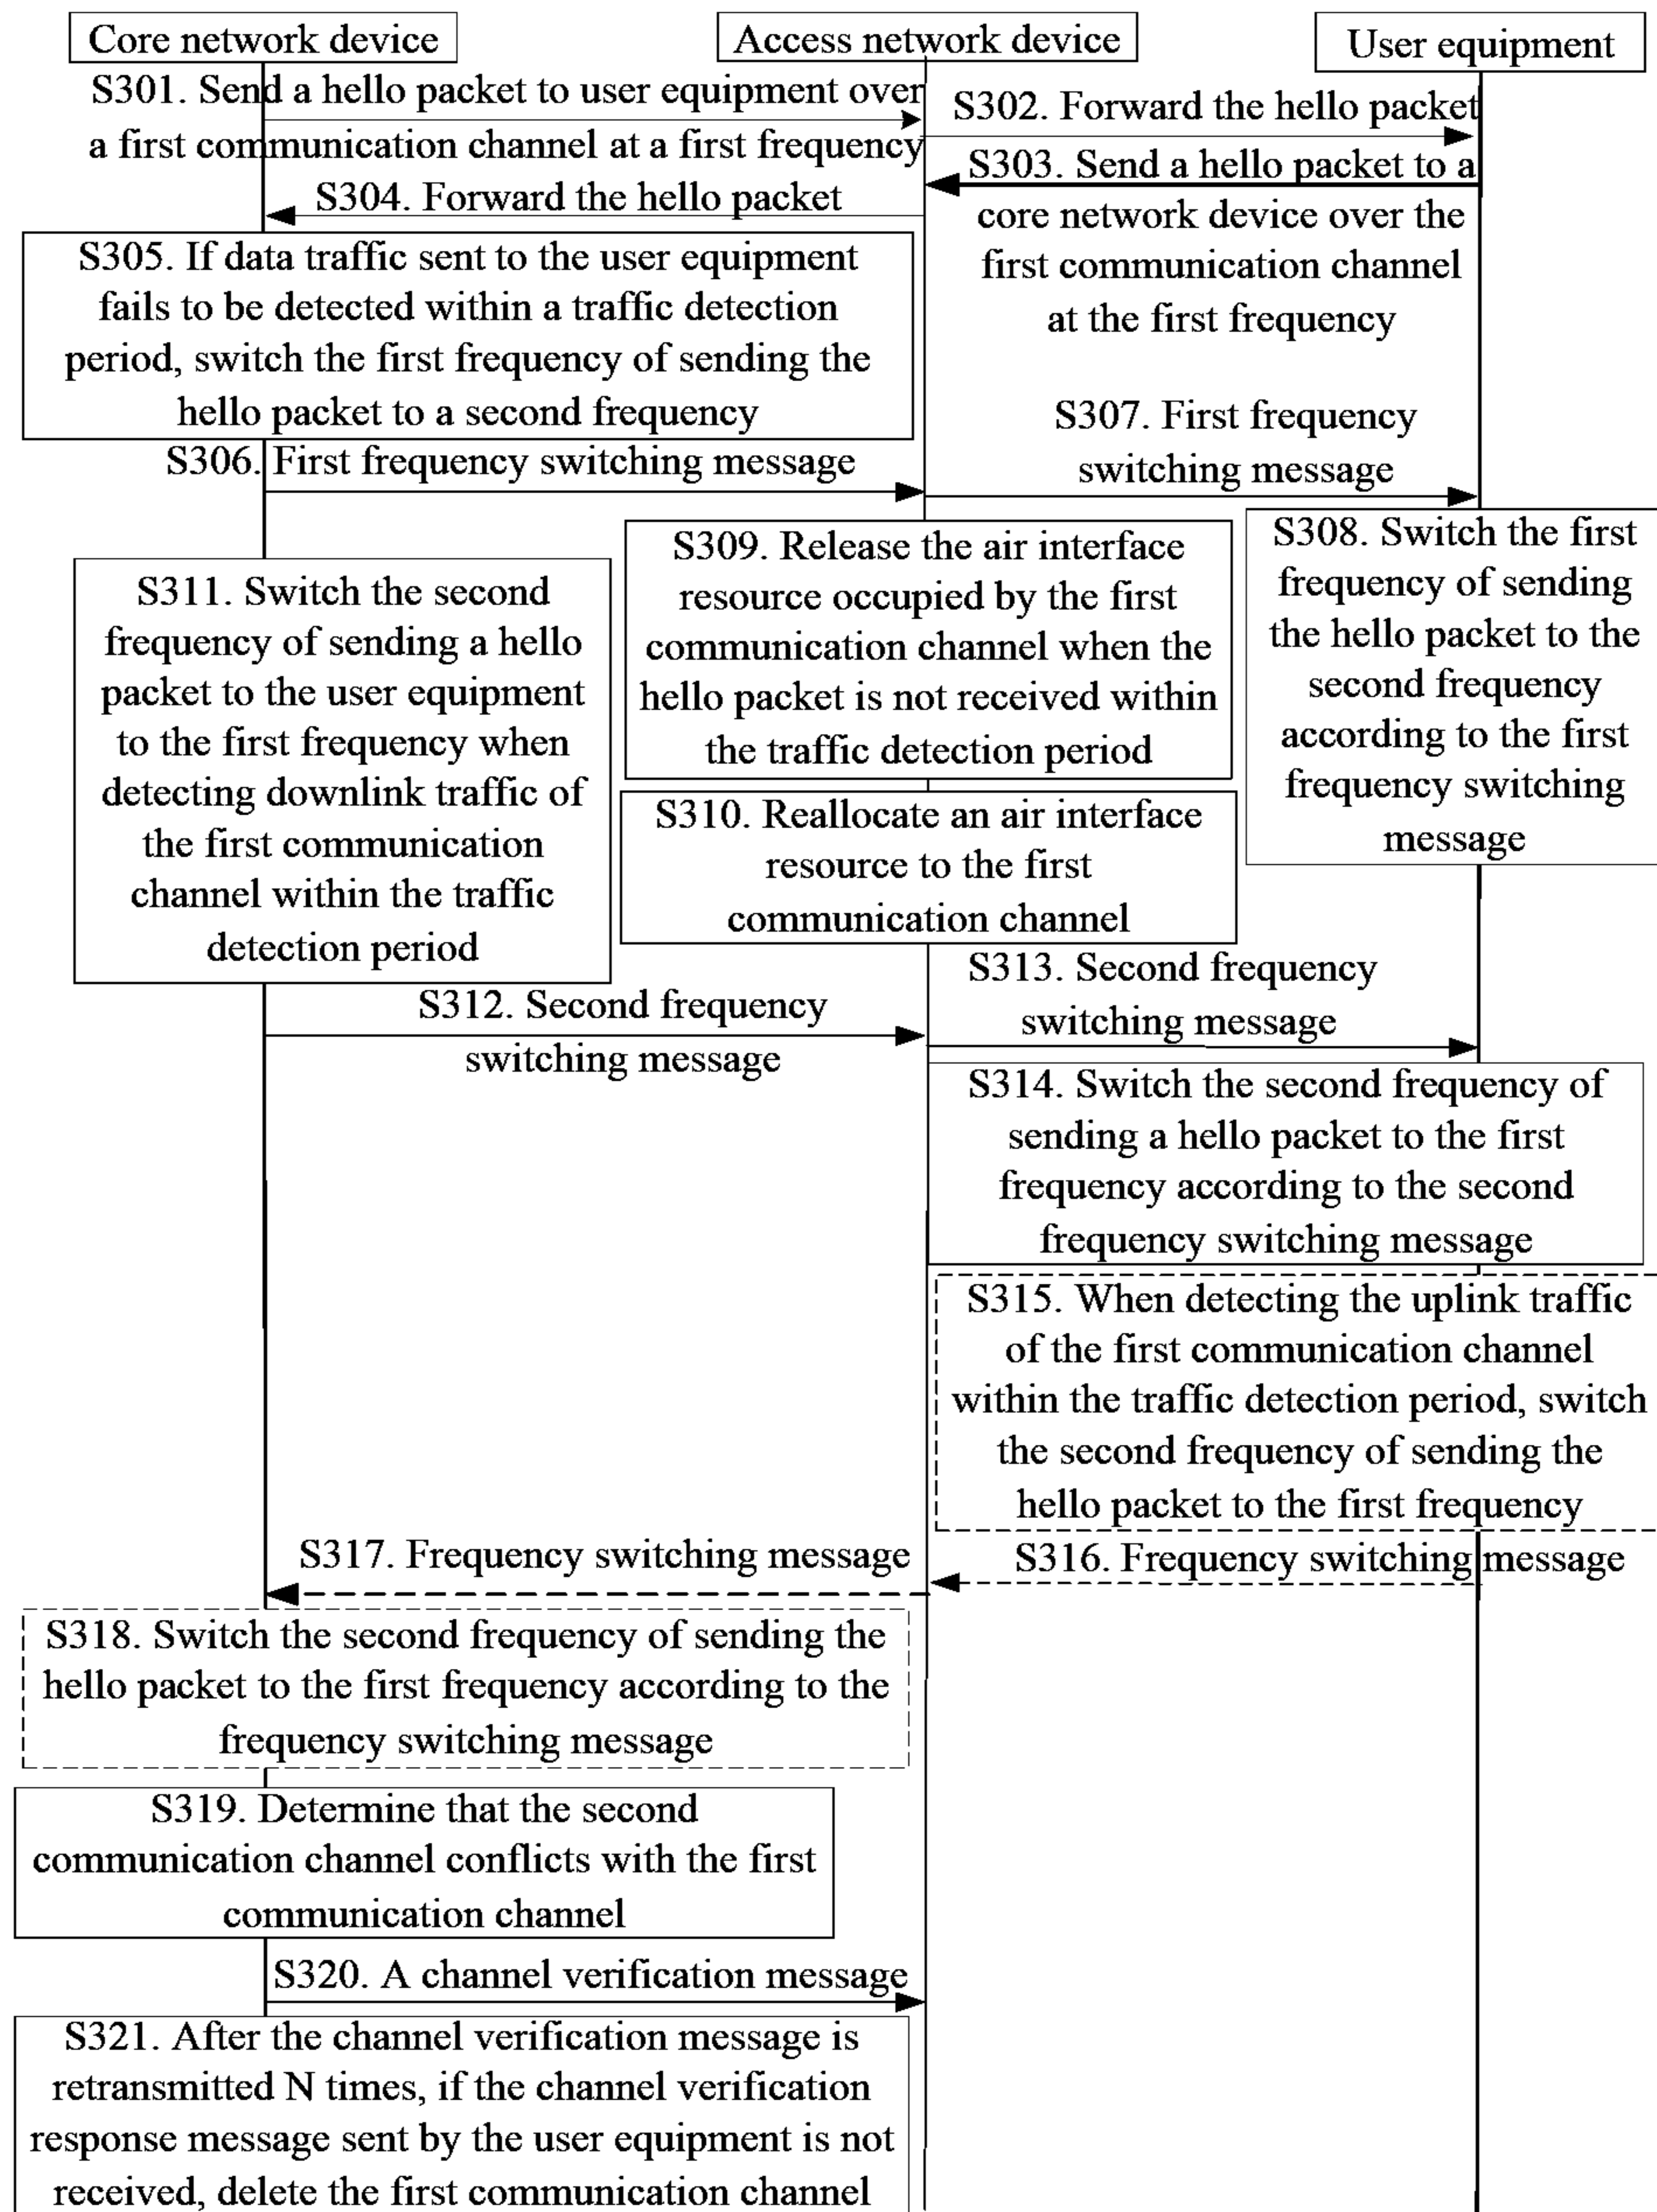 Core network device
Access network device
User equipment
S301. Send a hello packet to user equipment over
a first communication channel at a first frequency
S302. Forward the hello packet
S303. Send a hello packet to a
core network device over the
first communication channel
at the first frequency
S304. Forward the hello packet
S305. If data traffic sent to the user equipment
fails to be detected within a traffic detection
period, switch the first frequency of sending the
hello packet to a second frequency
S306. First frequency switching message
S307. First frequency
switching message
S308. Switch the first
frequency of sending
the hello packet to the
second frequency
according to the first
frequency switching
message
S309. Release the air interface
resource occupied by the first
communication channel when the
hello packet is not received within
the traffic detection period
S310. Reallocate an air interface
resource to the first
communication channel
S311. Switch the second
frequency of sending a hello
packet to the user equipment
to the first frequency when
detecting downlink traffic of
the first communication
channel within the traffic
detection period
S312. Second frequency
switching message
S313. Second frequency
switching message
S314. Switch the second frequency of
sending a hello packet to the first
frequency according to the second
frequency switching message
S315. When detecting the uplink traffic
of the first communication channel
within the traffic detection period, switch
the second frequency of sending the
hello packet to the first frequency
S316. Frequency switching message
S317. Frequency switching message
S318. Switch the second frequency of sending the
hello packet to the first frequency according to the
frequency switching message
S319. Determine that the second
communication channel conflicts with the first
communication channel
S320. A channel verification message
S321. After the channel verification message is
retransmitted N times, if the channel verification
response message sent by the user equipment is not
received, delete the first communication channel